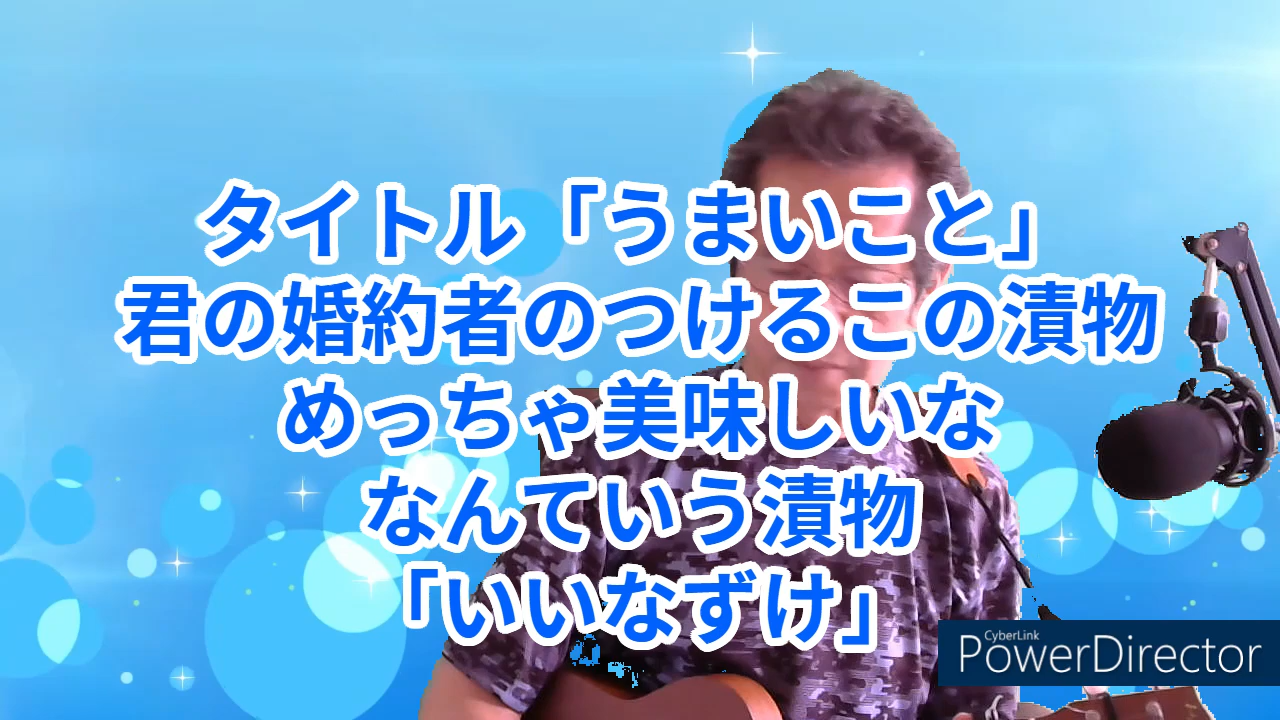 タイトル「うまいこと」
君の婚約者のつけるこの漬物
めっちゃ美味しいな
なんていう漬物
「いいなずけ」
CyberLink
PowerDirector